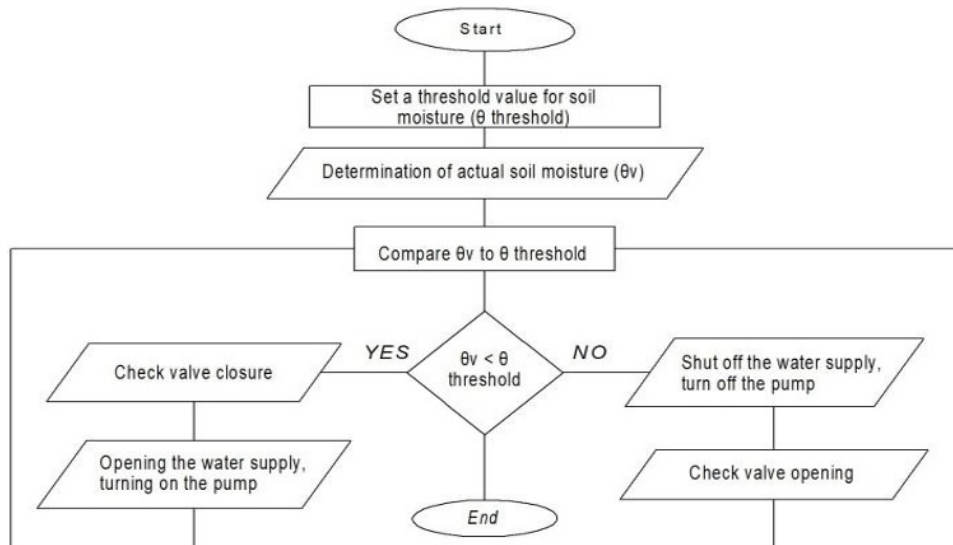 Start
Set a threshold value for soil
moisture (θ threshold)
Determination of actual soil moisture (θv)
Compare θv to θ threshold
YES
θv < θ
threshold
NO
Check valve closure
Shut off the water supply,
turn off the pump
Opening the water supply,
turning on the pump
Check valve opening
End